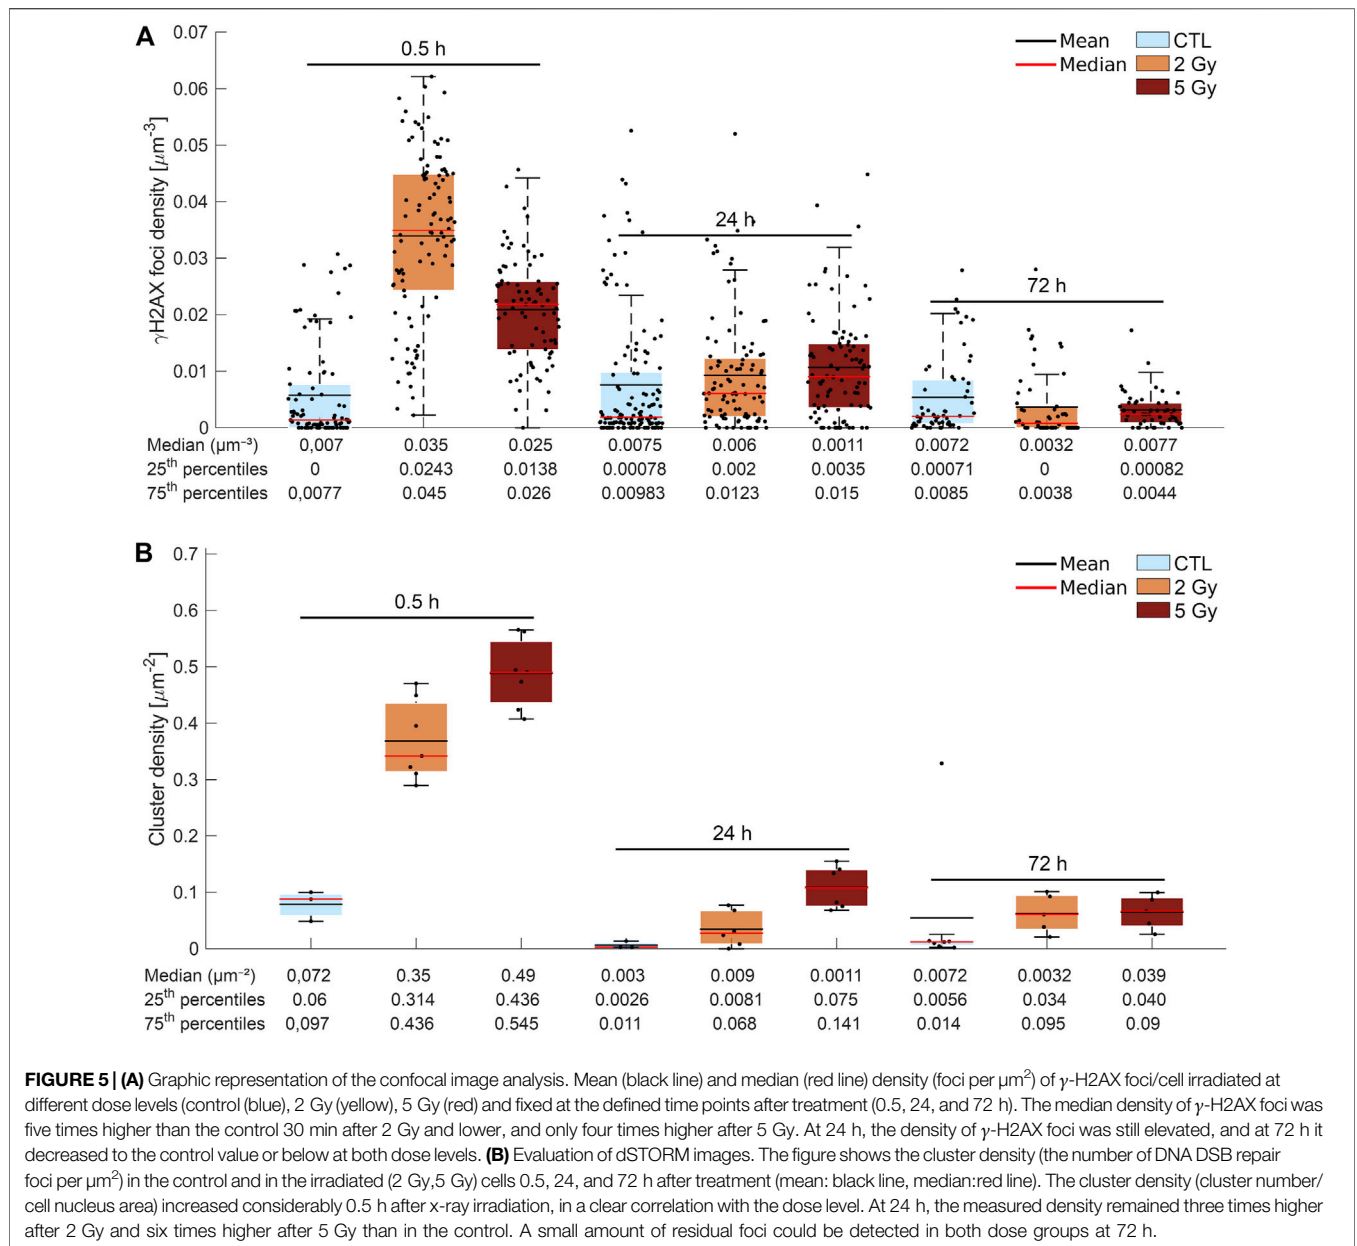 A
0.07
0.06
0.05
0.04
0.03
0.02
0.01
0
γH2AX foci density [μm-3]
0.5 h
24 h
72 h
Mean
Median
CTL
2 Gy
5 Gy
Median (μm⁻³) 0,007 0.035 0.025 0.0075 0.006 0.0011 0.0072 0.0032 0.0077
25th percentiles 0 0.0243 0.0138 0.00078 0.002 0.0035 0.00071 0 0.00082
75th percentiles 0,0077 0.045 0.026 0.00983 0.0123 0.015 0.0085 0.0038 0.0044
B
0.7
0.6
0.5
0.4
0.3
0.2
0.1
0
Cluster density [μm-2]
0.5 h
24 h
72 h
Mean
Median
CTL
2 Gy
5 Gy
Median (μm⁻²) 0,072 0.35 0.49 0.003 0.009 0.0011 0.0072 0.0032 0.039
25th percentiles 0.06 0.314 0.436 0.0026 0.0081 0.075 0.0056 0.034 0.040
75th percentiles 0,097 0.436 0.545 0.011 0.068 0.141 0.014 0.095 0.09
FIGURE 5 | (A) Graphic representation of the confocal image analysis. Mean (black line) and median (red line) density (foci per μm²) of γ-H2AX foci/cell irradiated at
different dose levels (control (blue), 2 Gy (yellow), 5 Gy (red) and fixed at the defined time points after treatment (0.5, 24, and 72 h). The median density of γ-H2AX foci was
five times higher than the control 30 min after 2 Gy and lower, and only four times higher after 5 Gy. At 24 h, the density of γ-H2AX foci was still elevated, and at 72 h it
decreased to the control value or below at both dose levels. (B) Evaluation of dSTORM images. The figure shows the cluster density (the number of DNA DSB repair
foci per μm²) in the control and in the irradiated (2 Gy,5 Gy) cells 0.5, 24, and 72 h after treatment (mean: black line, median:red line). The cluster density (cluster number/
cell nucleus area) increased considerably 0.5 h after x-ray irradiation, in a clear correlation with the dose level. At 24 h, the measured density remained three times higher
after 2 Gy and six times higher after 5 Gy than in the control. A small amount of residual foci could be detected in both dose groups at 72 h.